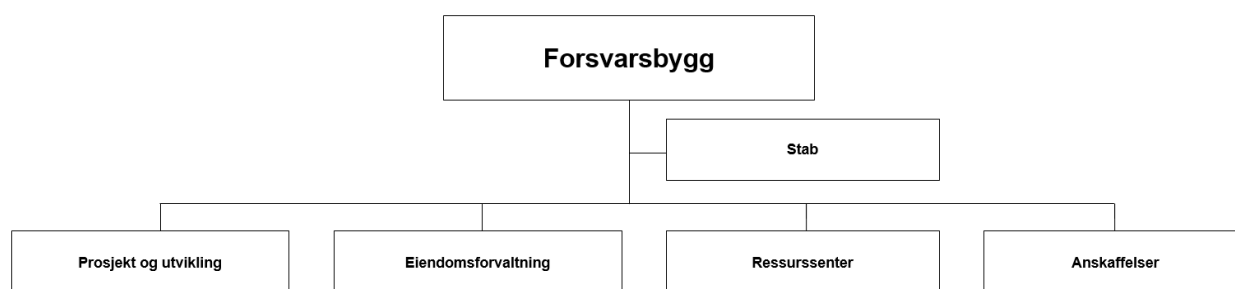 Forsvarsbygg
Stab
Prosjekt og utvikling
Eiendomsforvaltning
Ressurssenter
Anskaffelser